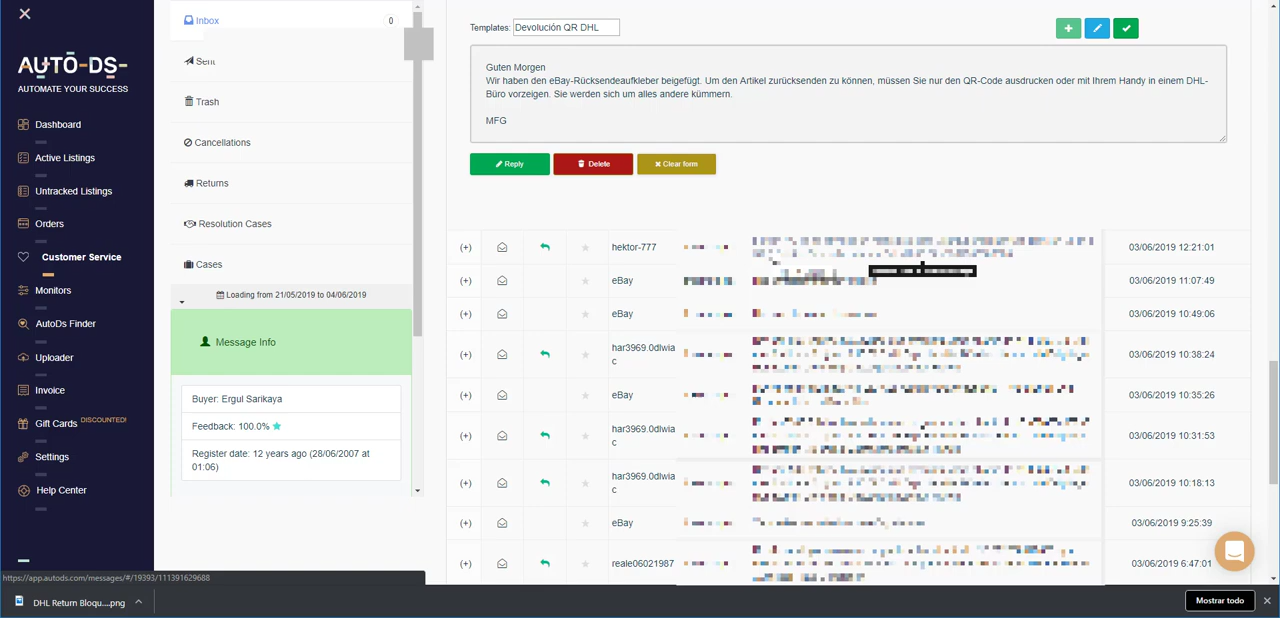 AUTO-DS-
AUTOMATE YOUR SUCCESS
Dashboard
Active Listings
Untracked Listings
Orders
Customer Service
Monitors
AutoDs Finder
Uploader
Invoice
Gift Cards DISCOUNTED!
Settings
Help Center
Inbox 0
Sent
Trash
Cancellations
Returns
Resolution Cases
Cases
Loading from 21/05/2019 to 04/06/2019
Message Info
Buyer: Ergul Sarikaya
Feedback: 100.0%
Register date: 12 years ago (28/06/2007 at
01:06)
Templates: Devolución QR DHL
Guten Morgen
Wir haben den eBay-Rücksendeaufkleber beigefügt. Um den Artikel zurücksenden zu können, müssen Sie nur den QR-Code ausdrucken oder mit Ihrem Handy in einem DHL-
Büro vorzeigen. Sie werden sich um alles andere kümmern.
MFG
Reply Delete Clear form
(+) hektor-777 03/06/2019 12:21:01
(+) eBay 03/06/2019 11:07:49
(+) eBay 03/06/2019 10:49:06
(+) har3969.0dlwia
c 03/06/2019 10:38:24
(+) eBay 03/06/2019 10:35:26
(+) har3969.0dlwia
c 03/06/2019 10:31:53
(+) har3969.0dlwia
c 03/06/2019 10:18:13
(+) eBay 03/06/2019 9:25:39
(+) reale06021987 03/06/2019 6:47:01
https://app.autods.com/messages/#/19393/111391629688
DHL Return Bloqu....png
Mostrar todo